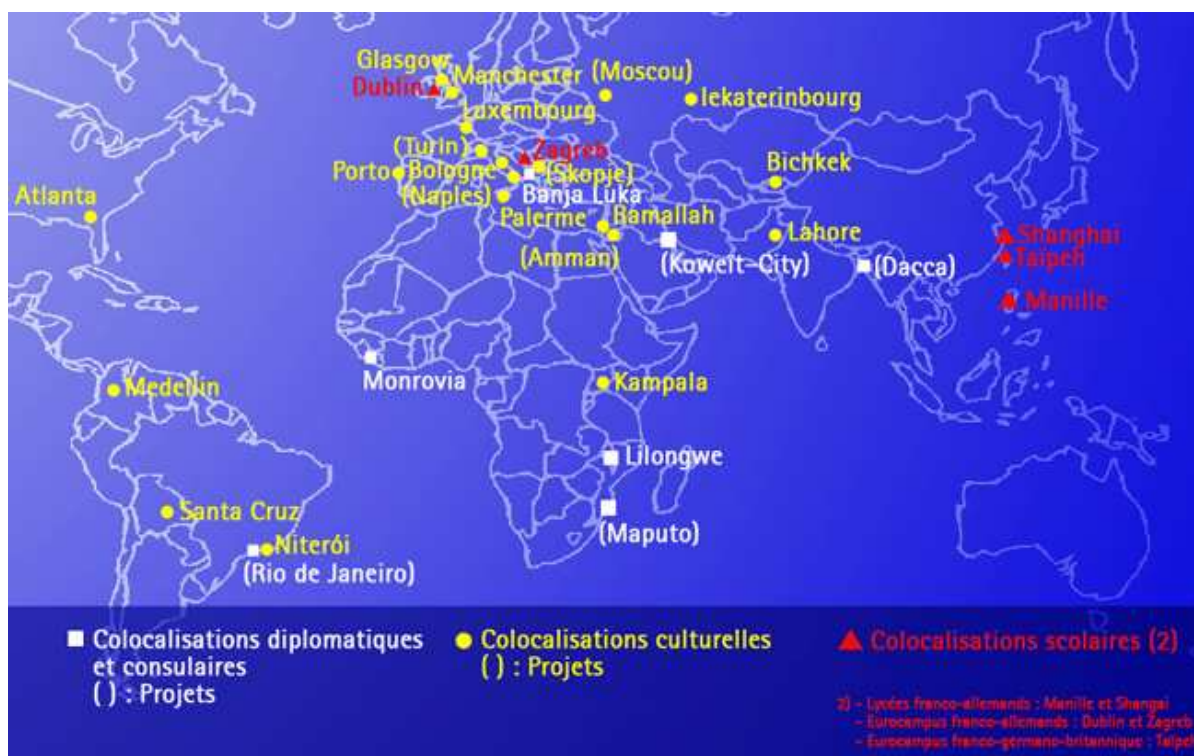 Glasgow
Manchester
(Moscou)
Dublin
Iekaterinbourg
Luxembourg
(Turin)
Zagreb
Bichkek
Porto
Bologne
(Skopje)
(Naples)
Banja Luka
Atlanta
Palerme
Ramallah
Lahore
Shanghai
(Amman)
(Koweit-City)
(Dacca)
Taipeh
Manille
Monrovia
Kampala
Medellin
Lilongwe
Santa Cruz
(Maputo)
Niterói
(Rio de Janeiro)
Colocalisations diplomatiques
et consulaires
( ) : Projets
Colocalisations culturelles
( ) : Projets
Colocalisations scolaires (2)
2) - Lycées franco-allemands : Manille et Shangai
- Eurocampus franco-allemands : Dublin et Zagreb
- Eurocampus franco-germano-britannique : Taipeh